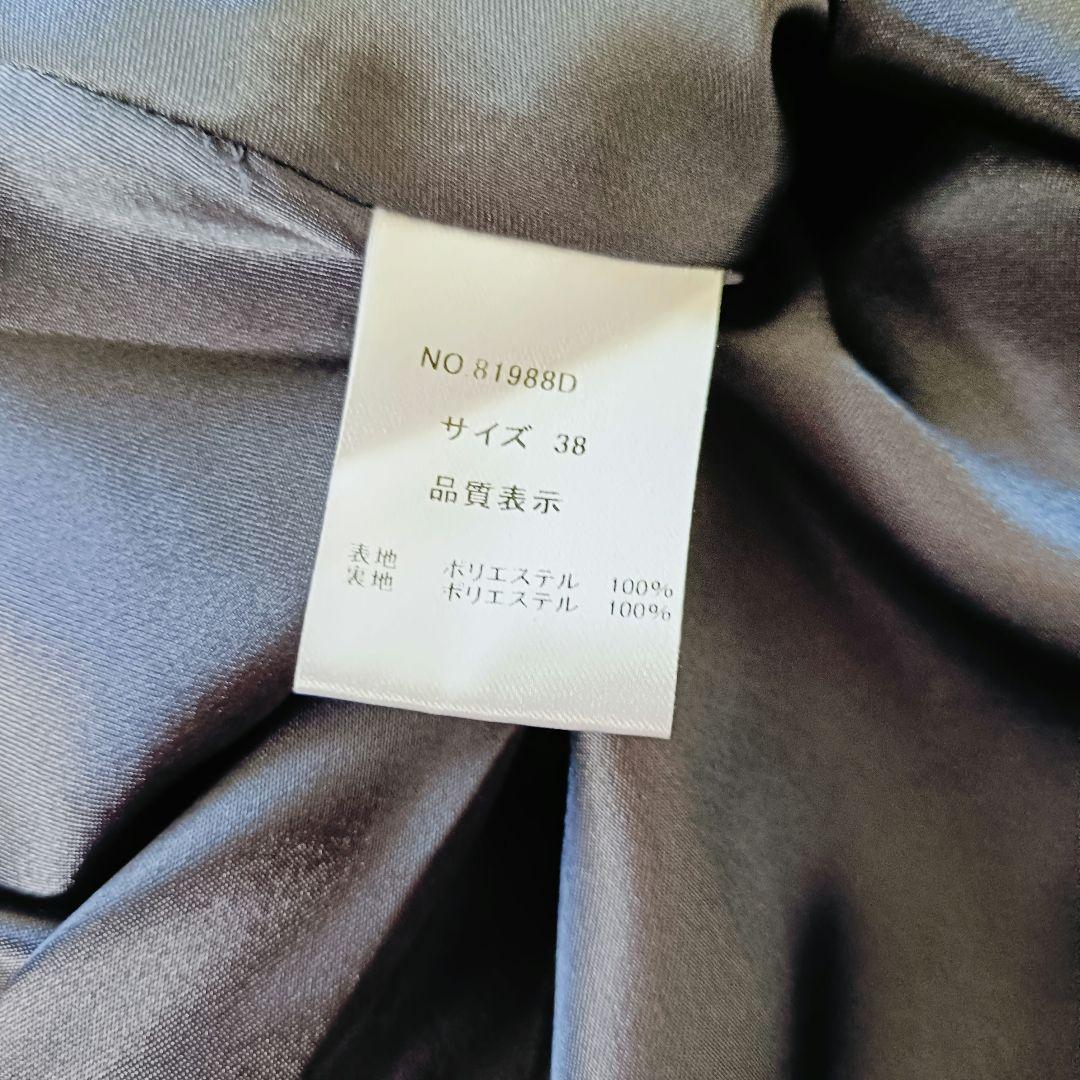 NO.81988D
サイズ 38
品質表示
表地 ポリエステル 100%
裏地 ポリエステル 100%